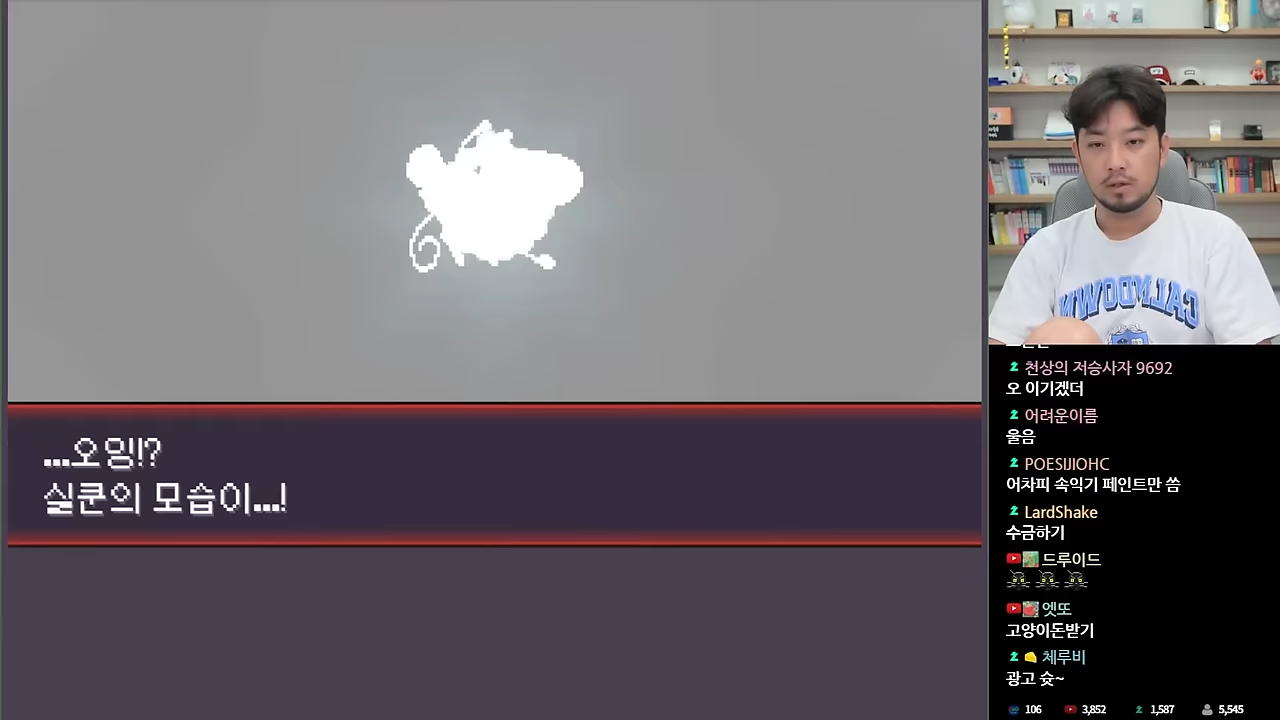 ...오잉!?
실쿤의 모습이...!
CALMDOWN
천상의 저승사자 9692
오 이기겠더
어려운이름
울음
POESIJIOHC
어차피 속익기 페인트만 씀
LardShake
수금하기
드루이드
엣또
고양이돈받기
체루비
광고 슛~
106 3,852 1,587 5,545